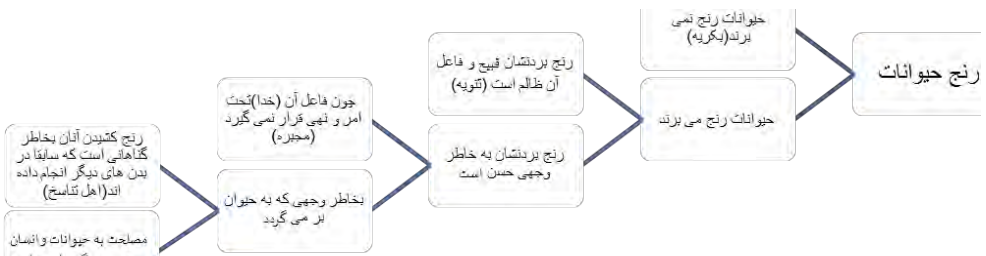 رنج حیوانات
حیوانات رنج نمی
برند(بکریه)
حیوانات رنج می برند
رنج بردنشان قبیح و فاعل
آن ظالم است (ثنویه)
رنج بردنشان به خاطر
وجهی حسن است
چون فاعل آن (خدا)تحت
امر و نهی قرار نمی گیرد
(مجبره)
بخاطر وجهی که به حیوان
بر می گردد
رنج کشیدن آنان بخاطر
گناهانی است که سابقا در
بدن های دیگر انجام داده
اند(اهل تناسخ)
مصلحت به حیوانات وانسان